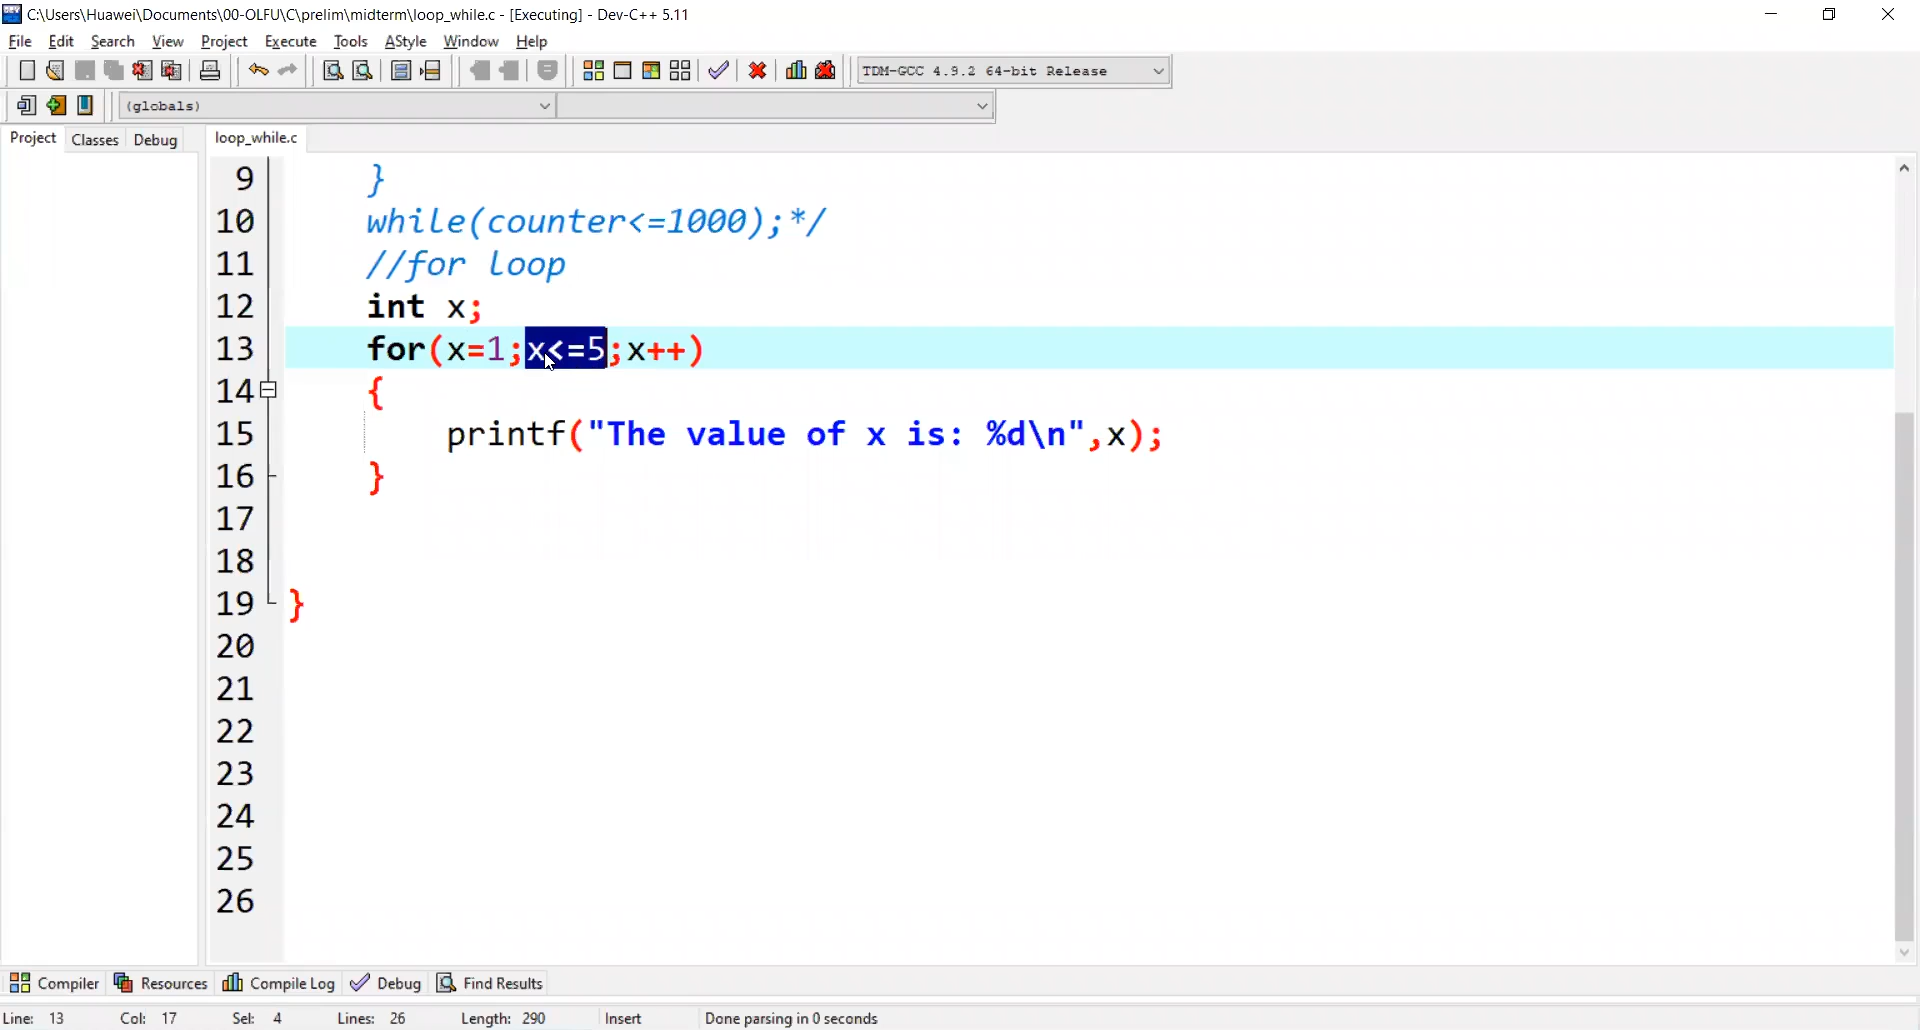 C:\Users\Huawei\Documents\00-OLFU\C\prelim\midterm\loop_while.c - [Executing] - Dev-C++ 5.11
File Edit Search View Project Execute Tools AStyle Window Help
TDM-GCC 4.9.2 64-bit Release
(globals)
Project Classes Debug loop_while.c
9 }
10 while(counter<=1000);*/
11 //for loop
12 int x;
13 for(x=1;x<=5;x++)
14 {
15 printf("The value of x is: %d\n",x);
16 }
17
18
19 }
20
21
22
23
24
25
26
Compiler Resources Compile Log Debug Find Results
Line: 13 Col: 17 Sel: 4 Lines: 26 Length: 290 Insert Done parsing in 0 seconds